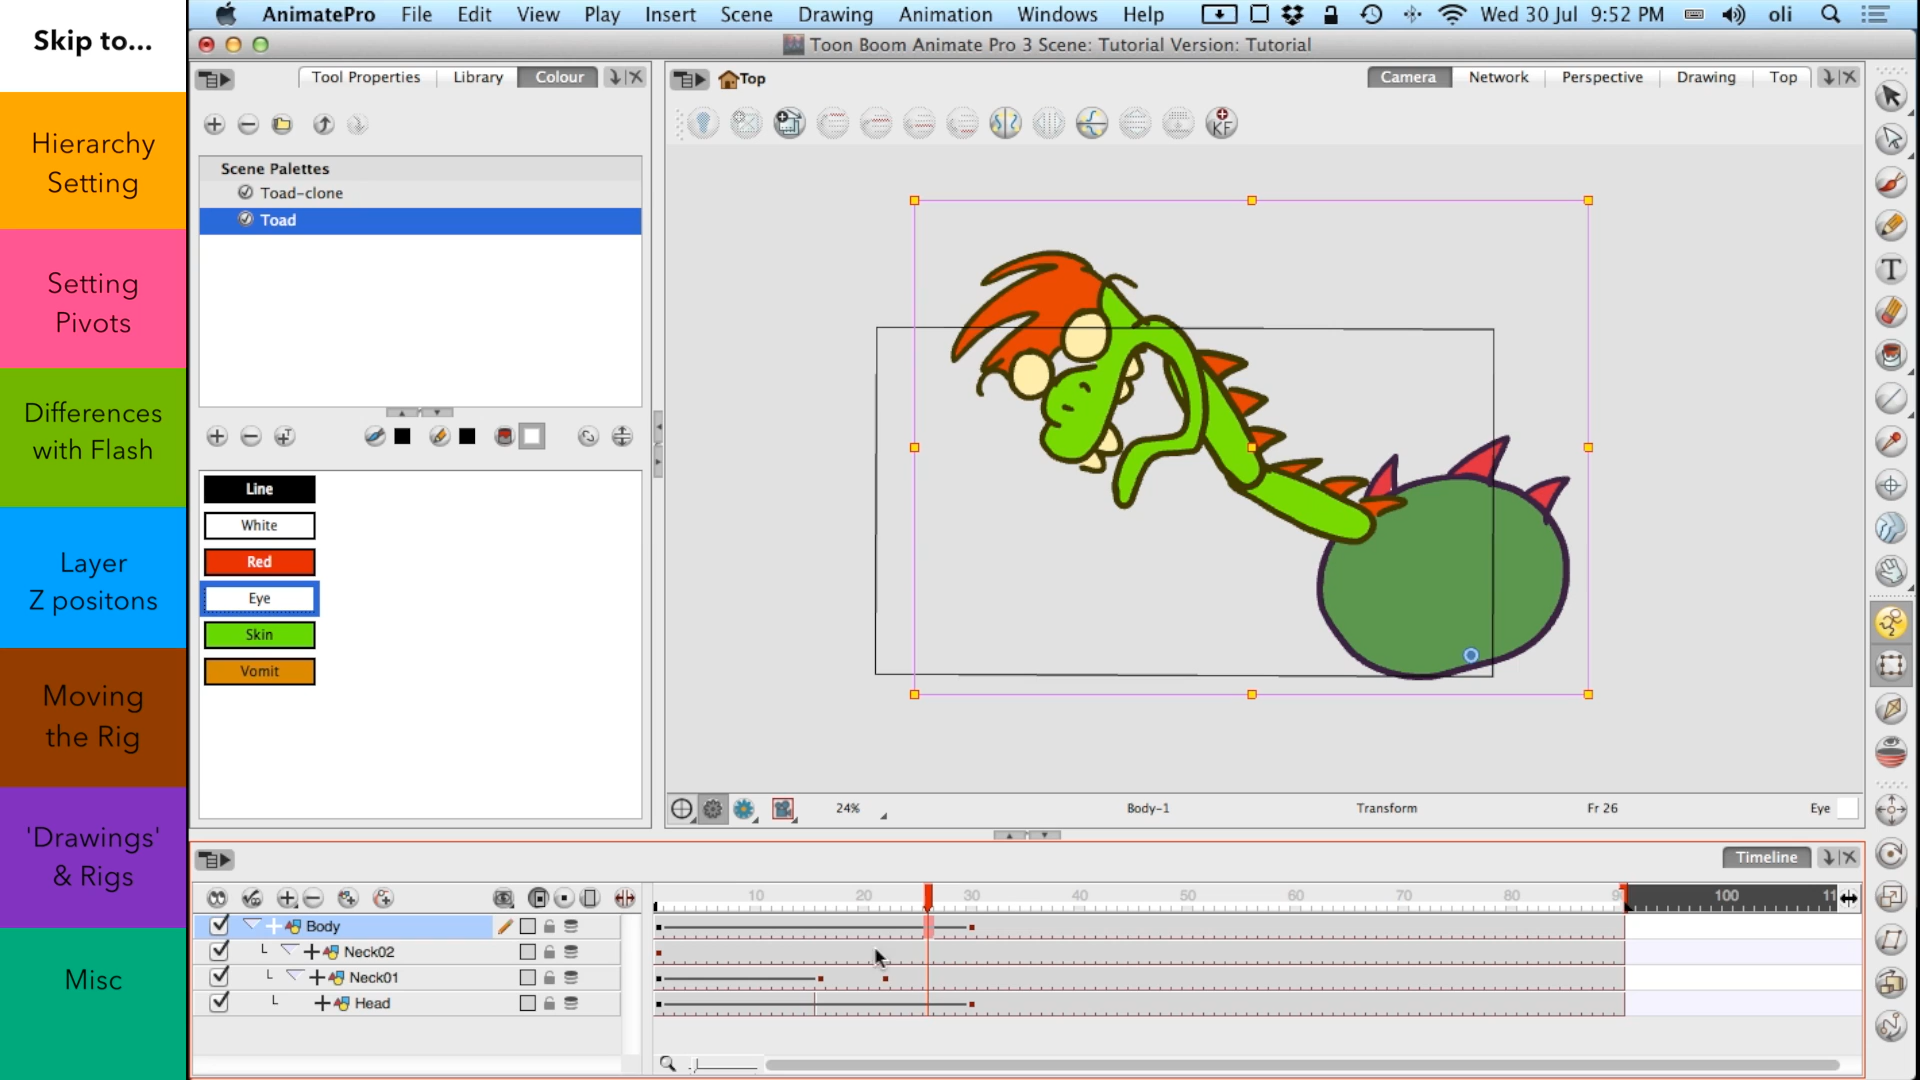 Skip to...
Hierarchy
Setting
Setting
Pivots
Differences
with Flash
Layer
Z positons
Moving
the Rig
'Drawings'
& Rigs
Misc
AnimatePro File Edit View Play Insert Scene Drawing Animation Windows Help Wed 30 Jul 9:52 PM oli
Toon Boom Animate Pro 3 Scene: Tutorial Version: Tutorial
Tool Properties Library Colour
Top
Camera Network Perspective Drawing Top
KF
T
Scene Palettes
Toad-clone
Toad
Line
White
Red
Eye
Skin
Vomit
24% Body-1 Transform Fr 26 Eye
Timeline
10 20 30 40 50 60 70 80 100
Body
Neck02
Neck01
Head